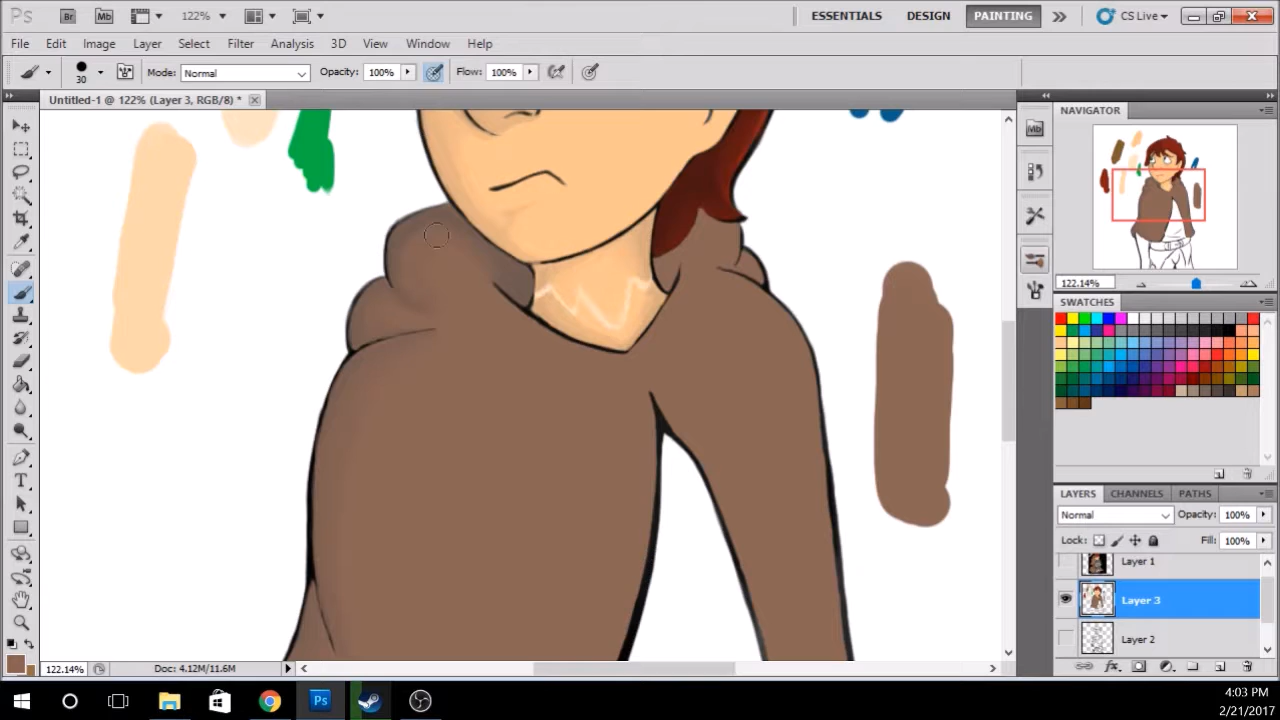 Ps Br Mb 122% ESSENTIALS DESIGN PAINTING CS Live
File Edit Image Layer Select Filter Analysis 3D View Window Help
30 Mode: Normal Opacity: 100% Flow: 100%
Untitled-1 @ 122% (Layer 3, RGB/8) *
NAVIGATOR
Mb
122.14%
SWATCHES
LAYERS CHANNELS PATHS
Normal Opacity: 100%
Lock: Fill: 100%
Layer 1
Layer 3
Layer 2
122.14% Doc: 4.12M/11.6M
Ps
4:03 PM
2/21/2017